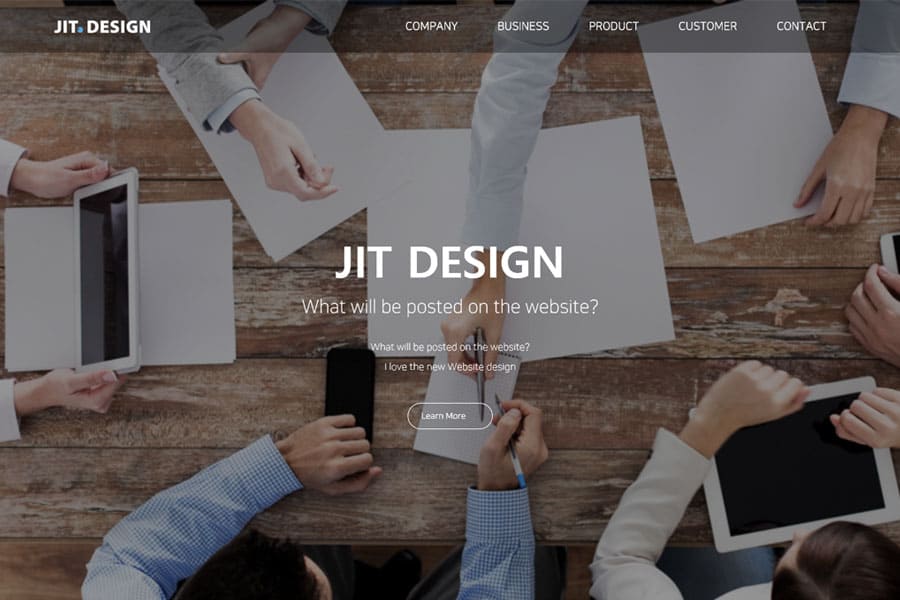 JIT. DESIGN
COMPANY BUSINESS PRODUCT CUSTOMER CONTACT
JIT DESIGN
What will be posted on the website?
What will be posted on the website?
I love the new Website design
Learn More